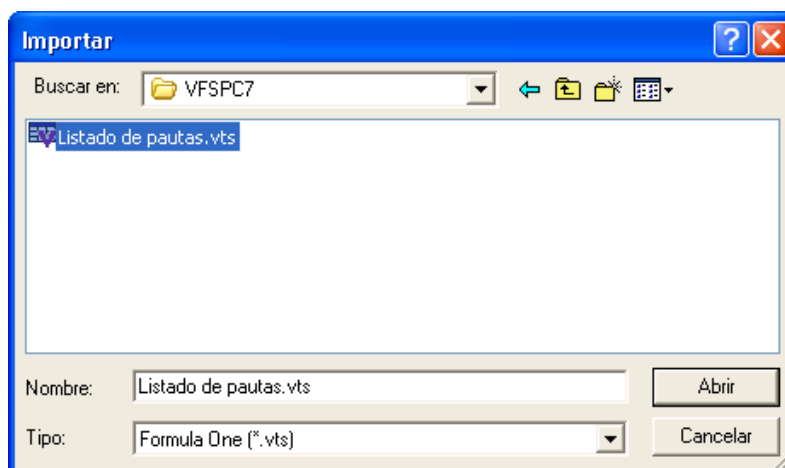 Importar
Buscar en: VFSPC7
Listado de pautas.vts
Nombre: Listado de pautas.vts Abrir
Tipo: Formula One (*.vts) Cancelar